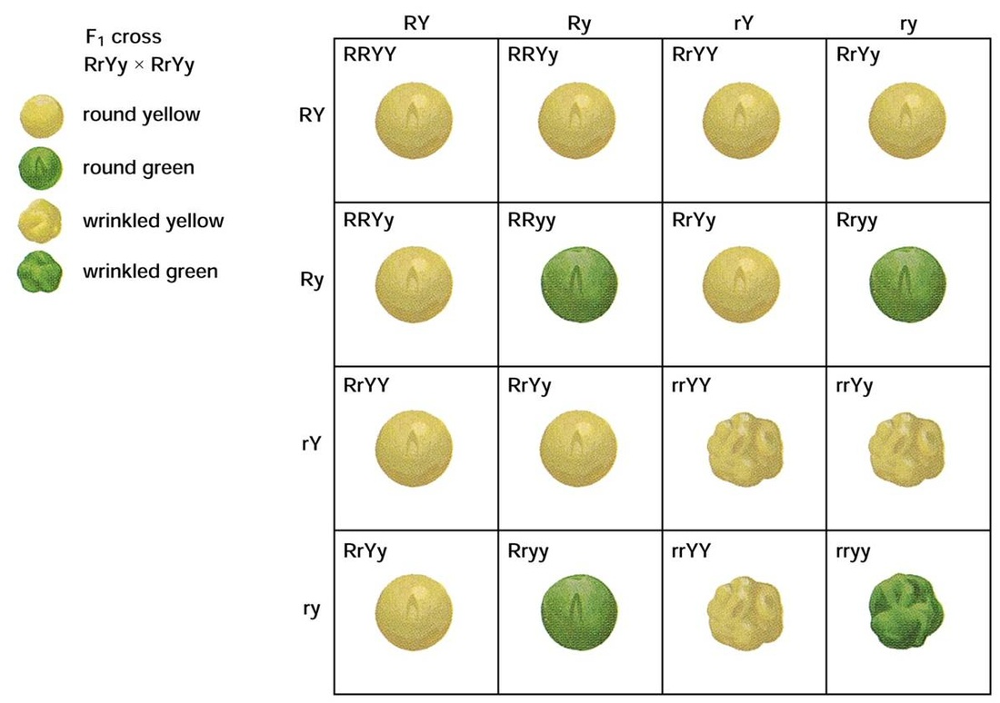 F₁ cross
RrYy × RrYy
round yellow
round green
wrinkled yellow
wrinkled green
RY Ry rY ry
RY
RRYY RRYy RrYY RrYy
Ry
RRYy RRyy RrYy Rryy
rY
RrYY RrYy rrYY rrYy
ry
RrYy Rryy rrYY rryy